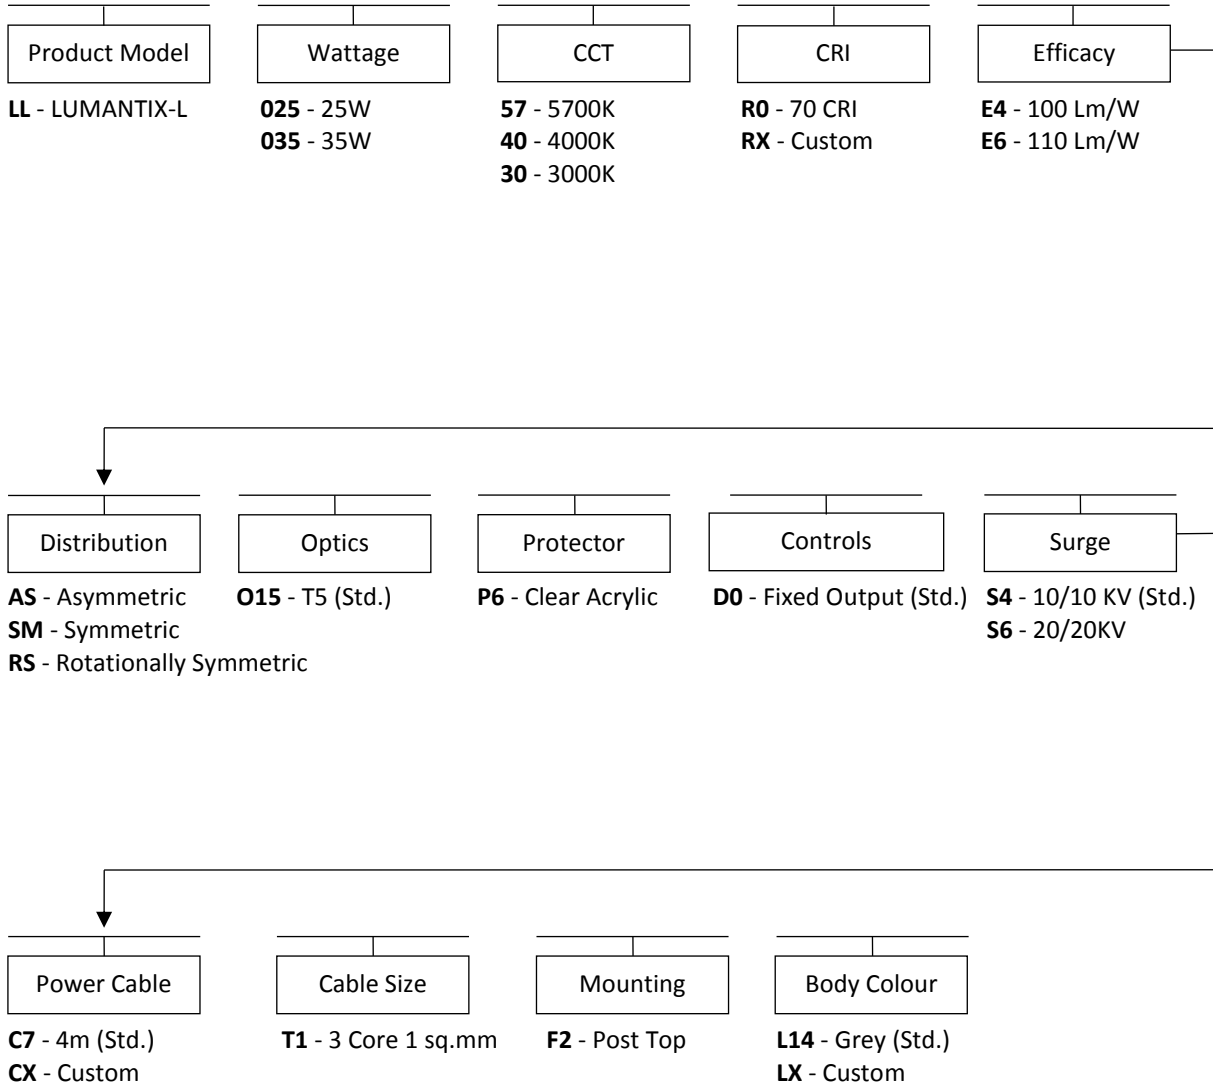 Product Model
Wattage
CCT
CRI
Efficacy
LL - LUMANTIX-L
025 - 25W
035 - 35W
57 - 5700K
40 - 4000K
30 - 3000K
R0 - 70 CRI
RX - Custom
E4 - 100 Lm/W
E6 - 110 Lm/W
Distribution
Optics
Protector
Controls
Surge
AS - Asymmetric
SM - Symmetric
RS - Rotationally Symmetric
O15 - T5 (Std.)
P6 - Clear Acrylic
D0 - Fixed Output (Std.)
S4 - 10/10 KV (Std.)
S6 - 20/20KV
Power Cable
Cable Size
Mounting
Body Colour
C7 - 4m (Std.)
CX - Custom
T1 - 3 Core 1 sq.mm
F2 - Post Top
L14 - Grey (Std.)
LX - Custom